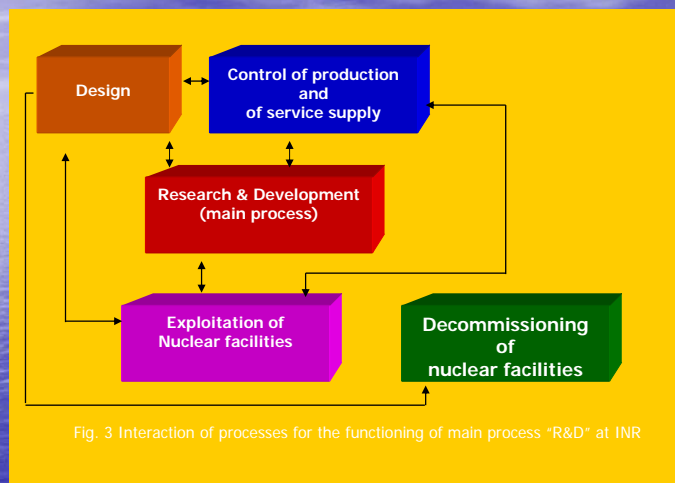 Design
Control of production
and
of service supply
Research & Development
(main process)
Exploitation of
Nuclear facilities
Decommissioning
of
nuclear facilities
Fig. 3 Interaction of processes for the functioning of main process "R&D" at INR